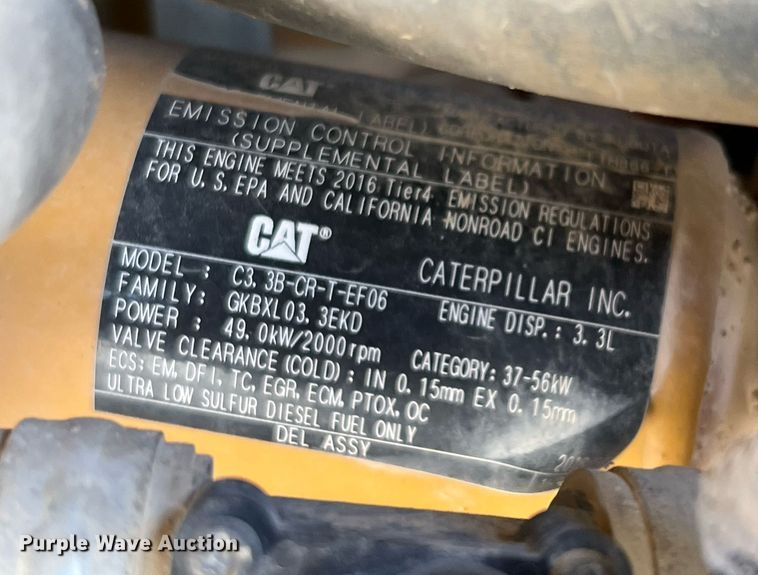 CAT
EMISSION CONTROL INFORMATION
(SUPPLEMENTAL LABEL)
THIS ENGINE MEETS 2016 Tier4 EMISSION REGULATIONS
FOR U.S.EPA AND CALIFORNIA NONROAD CI ENGINES.
CAT® CATERPILLAR INC.
MODEL : C3.3B-CR-T-EF06 ENGINE DISP.: 3.3L
FAMILY: GKBXL03.3EKD
POWER : 49.0kW/2000rpm CATEGORY: 37-56kW
VALVE CLEARANCE(COLD): IN 0.15mm EX 0.15mm
ECS: EM, DFI, TC, EGR, ECM, PTOX, OC
ULTRA LOW SULFUR DIESEL FUEL ONLY
DEL ASSY
Purple Wave Auction